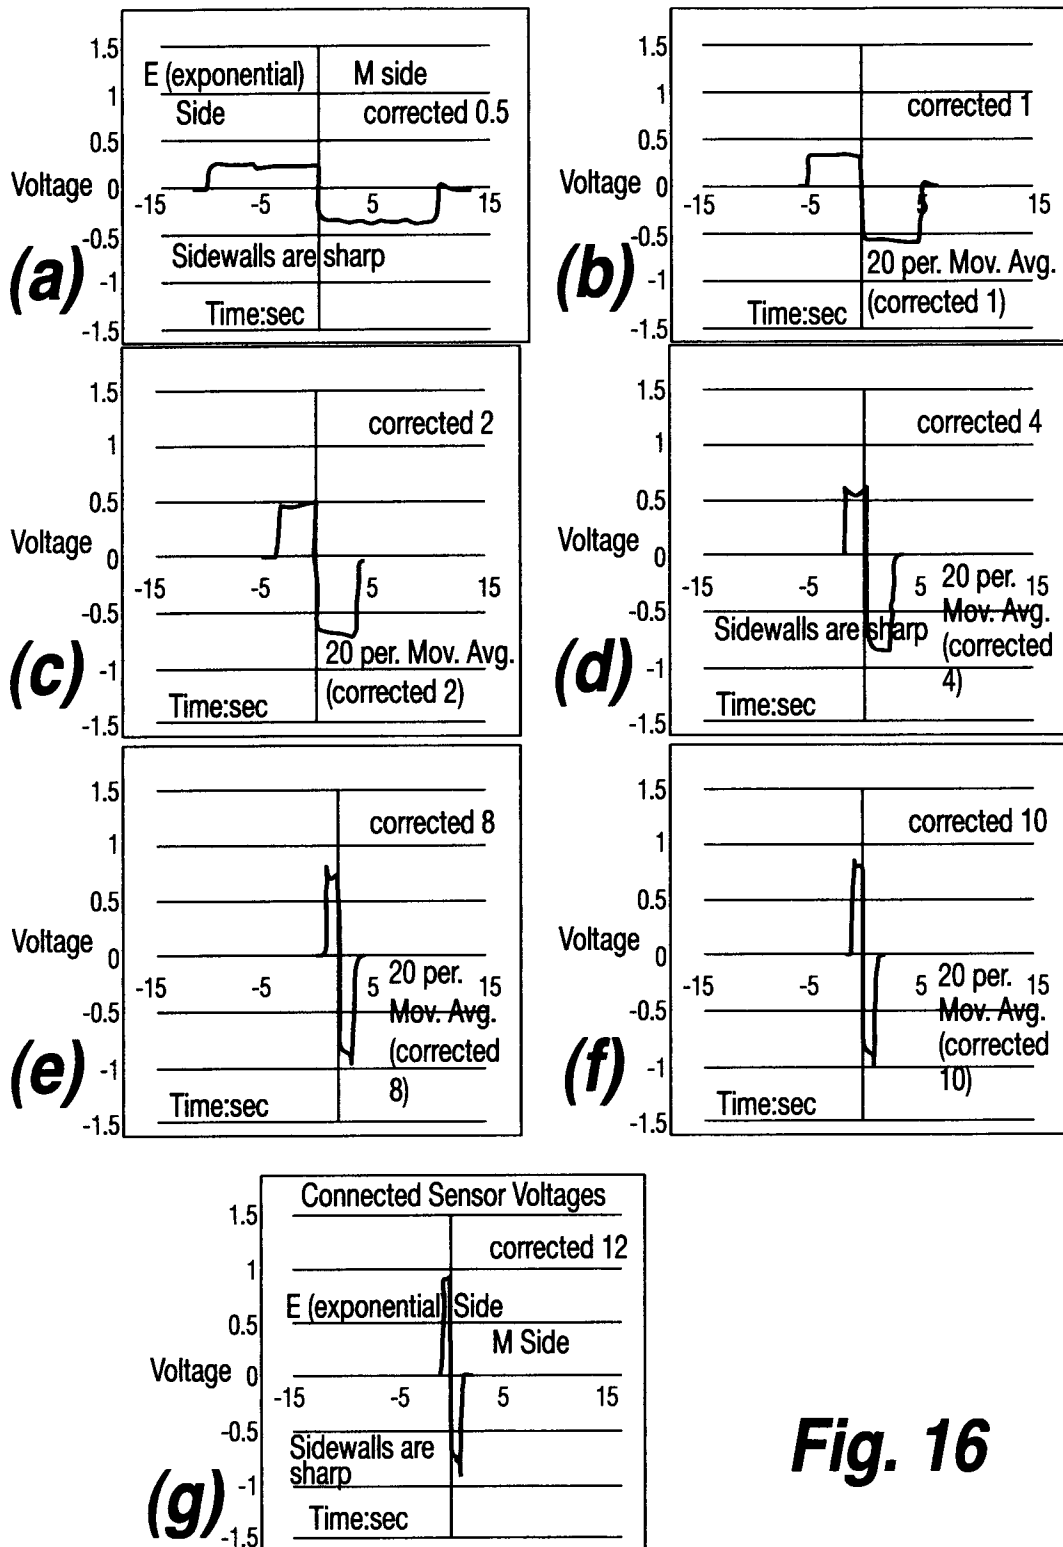 1.5
E (exponential)
M side
1
Side
corrected 0.5
0.5
Voltage
0
-15
-5
5
15
-0.5
Sidewalls are sharp
(a)
-1
Time:sec
-1.5
1.5
1
corrected 1
0.5
Voltage
0
-15
-5
5
15
-0.5
(b)
20 per. Mov. Avg.
-1
(corrected 1)
Time:sec
-1.5
1.5
corrected 2
1
0.5
Voltage
0
-15
-5
5
15
-0.5
20 per. Mov. Avg.
(c)
-1
(corrected 2)
Time:sec
-1.5
1.5
corrected 4
1
0.5
Voltage
0
-15
-5
5
15
20 per.
-0.5
Mov. Avg.
Sidewalls are sharp
(corrected
(d)
-1
4)
Time:sec
-1.5
1.5
corrected 8
1
0.5
Voltage
0
-15
-5
5
15
20 per.
-0.5
Mov. Avg.
(corrected
(e)
-1
8)
Time:sec
-1.5
1.5
corrected 10
1
0.5
Voltage
0
-15
-5
5
15
20 per.
-0.5
Mov. Avg.
(corrected
(f)
-1
10)
Time:sec
-1.5
Connected Sensor Voltages
1.5
corrected 12
1
E (exponential) Side
0.5
M Side
Voltage
0
-15
-5
5
15
-0.5
Sidewalls are
sharp
(g)
-1
Time:sec
-1.5
Fig. 16